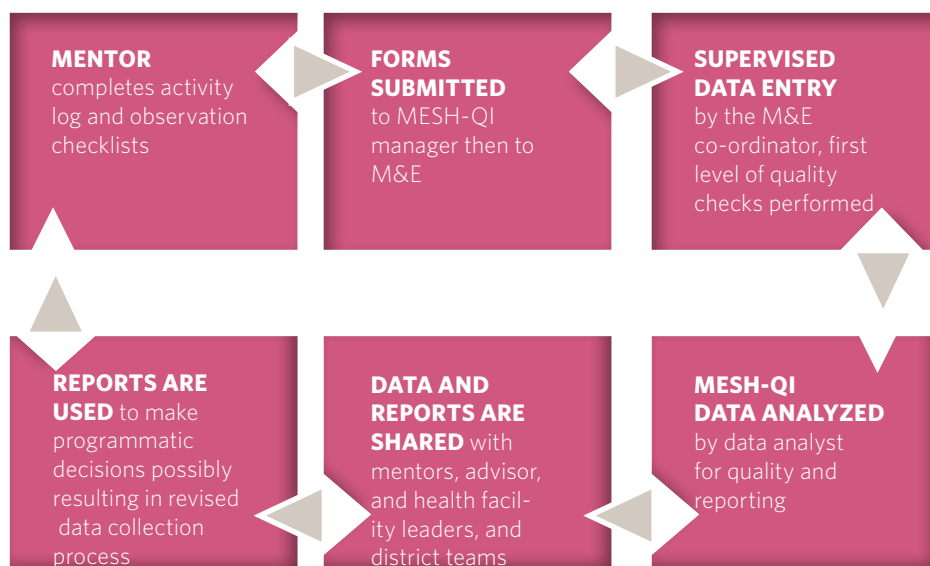 MENTOR
completes activity
log and observation
checklists
FORMS
SUBMITTED
to MESH-QI
manager then to
M&E
SUPERVISED
DATA ENTRY
by the M&E
co-ordinator, first
level of quality
checks performed
MESH-QI
DATA ANALYZED
by data analyst
for quality and
reporting
DATA AND
REPORTS ARE
SHARED with
mentors, advisor,
and health facil-
ity leaders, and
district teams
REPORTS ARE
USED to make
programmatic
decisions possibly
resulting in revised
data collection
process